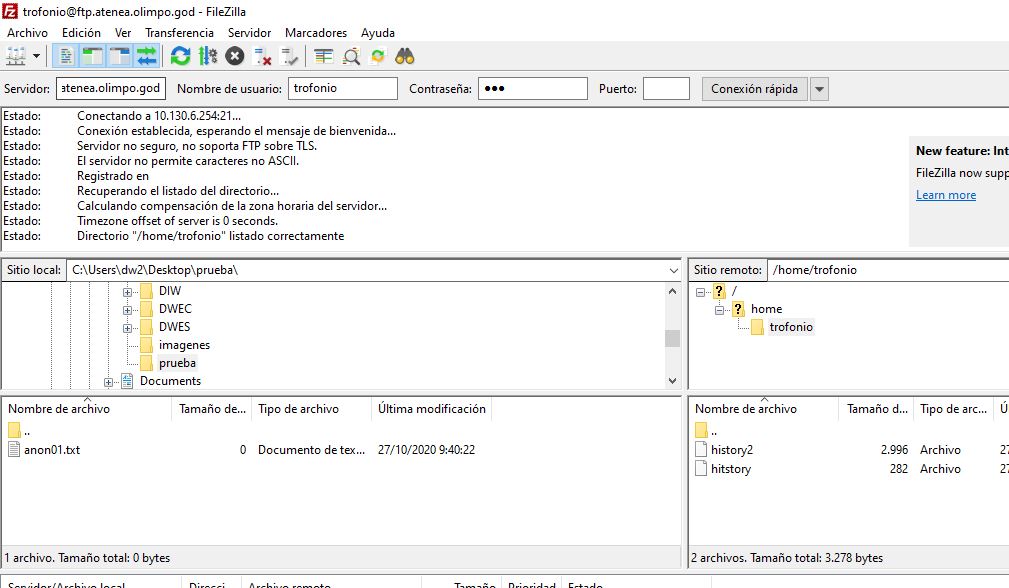 trofonio@ftp.atenea.olimpo.god - FileZilla
Archivo Edición Ver Transferencia Servidor Marcadores Ayuda
Servidor: atenea.olimpo.god Nombre de usuario: trofonio Contraseña: ●●● Puerto: Conexión rápida
Estado: Conectando a 10.130.6.254:21...
Estado: Conexión establecida, esperando el mensaje de bienvenida...
Estado: Servidor no seguro, no soporta FTP sobre TLS.
Estado: El servidor no permite caracteres no ASCII.
Estado: Registrado en
Estado: Recuperando el listado del directorio...
Estado: Calculando compensación de la zona horaria del servidor...
Estado: Timezone offset of server is 0 seconds.
Estado: Directorio "/home/trofonio" listado correctamente
New feature: Int
FileZilla now supp
Learn more
Sitio local: C:\Users\dw2\Desktop\prueba\
DIW
DWEC
DWES
imagenes
prueba
Documents
Sitio remoto: /home/trofonio
/
home
trofonio
Nombre de archivo Tamaño de... Tipo de archivo Última modificación
..
anon01.txt 0 Documento de tex... 27/10/2020 9:40:22
1 archivo. Tamaño total: 0 bytes
Nombre de archivo Tamaño d... Tipo de arc... Ú
..
history2 2.996 Archivo 27
hitstory 282 Archivo 27
2 archivos. Tamaño total: 3.278 bytes
Servidor/Archivo local Direcci... Archivo remoto Tamaño Prioridad Estado